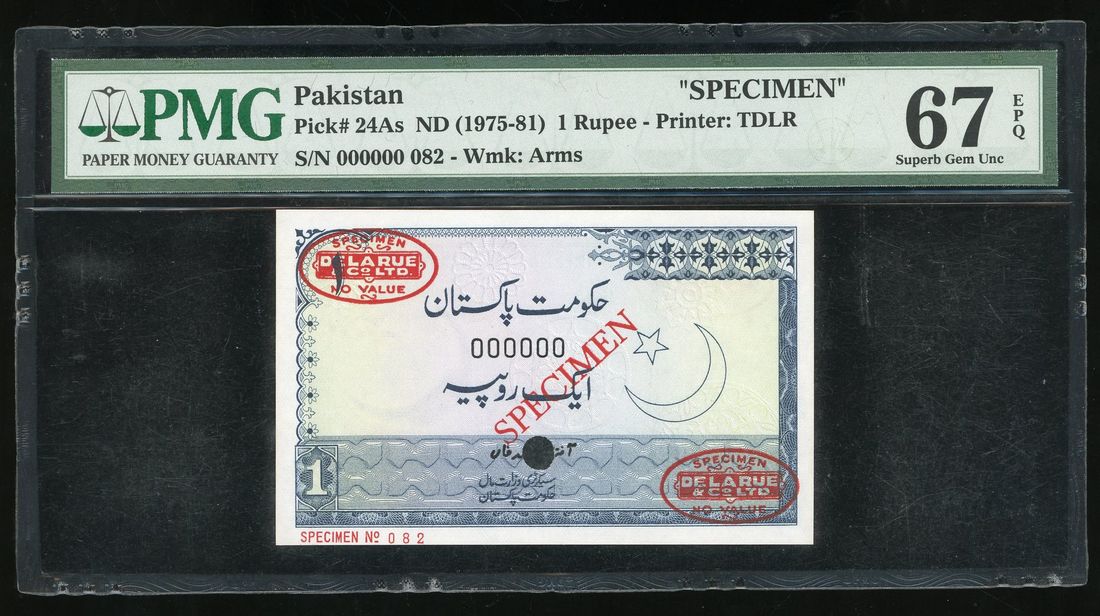 PMG
PAPER MONEY GUARANTY
Pakistan "SPECIMEN"
Pick# 24As ND (1975-81) 1 Rupee - Printer: TDLR
S/N 000000 082 - Wmk: Arms
67 EPQ
Superb Gem Unc
SPECIMEN
DE LA RUE
& CO LTD.
NO VALUE
۱
حکومت پاکستان
000000
ایک روپیہ
SPECIMEN
سیکرٹری وزارت مال
حکومت پاکستان
1
SPECIMEN
DE LA RUE
& CO LTD.
NO VALUE
SPECIMEN Nº 082